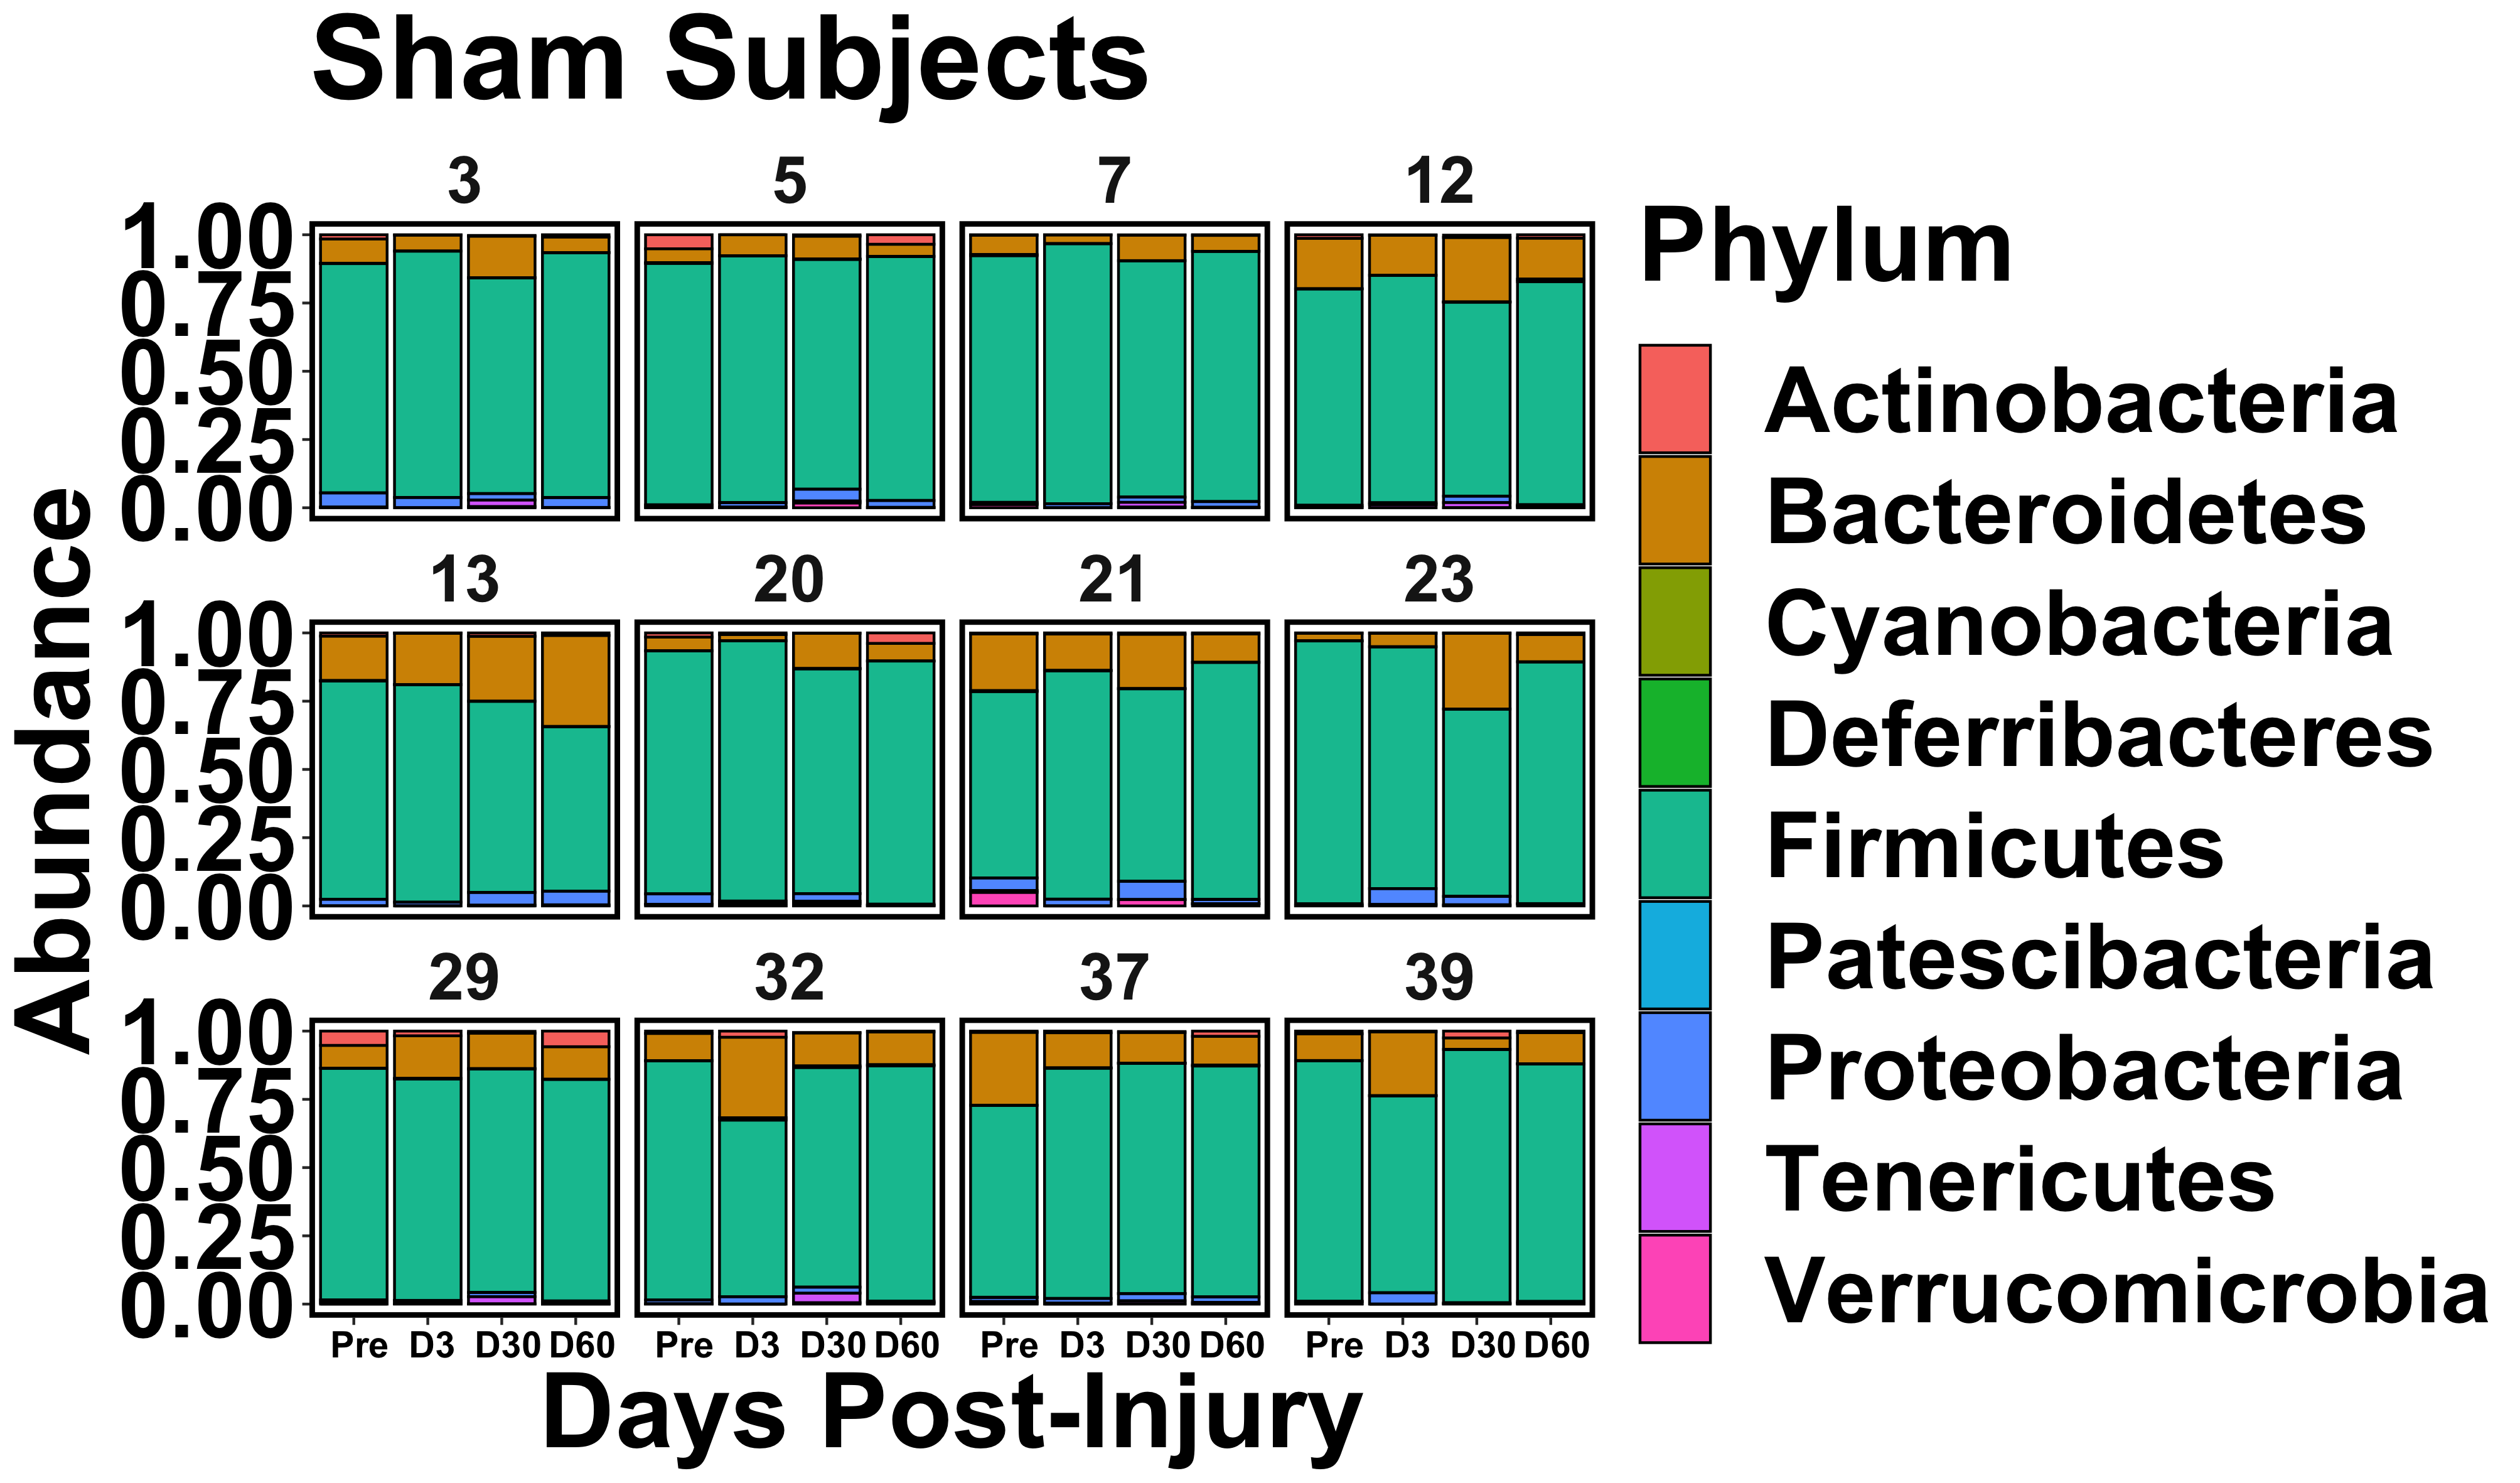 Sham Subjects
3 5 7 12
1.00
0.75
0.50
0.25
0.00
13 20 21 23
1.00
0.75
0.50
0.25
0.00
29 32 37 39
1.00
0.75
0.50
0.25
0.00
Pre D3 D30 D60 Pre D3 D30 D60 Pre D3 D30 D60 Pre D3 D30 D60
Abundance
Days Post-Injury
Phylum
Actinobacteria
Bacteroidetes
Cyanobacteria
Deferribacteres
Firmicutes
Patescibacteria
Proteobacteria
Tenericutes
Verrucomicrobia